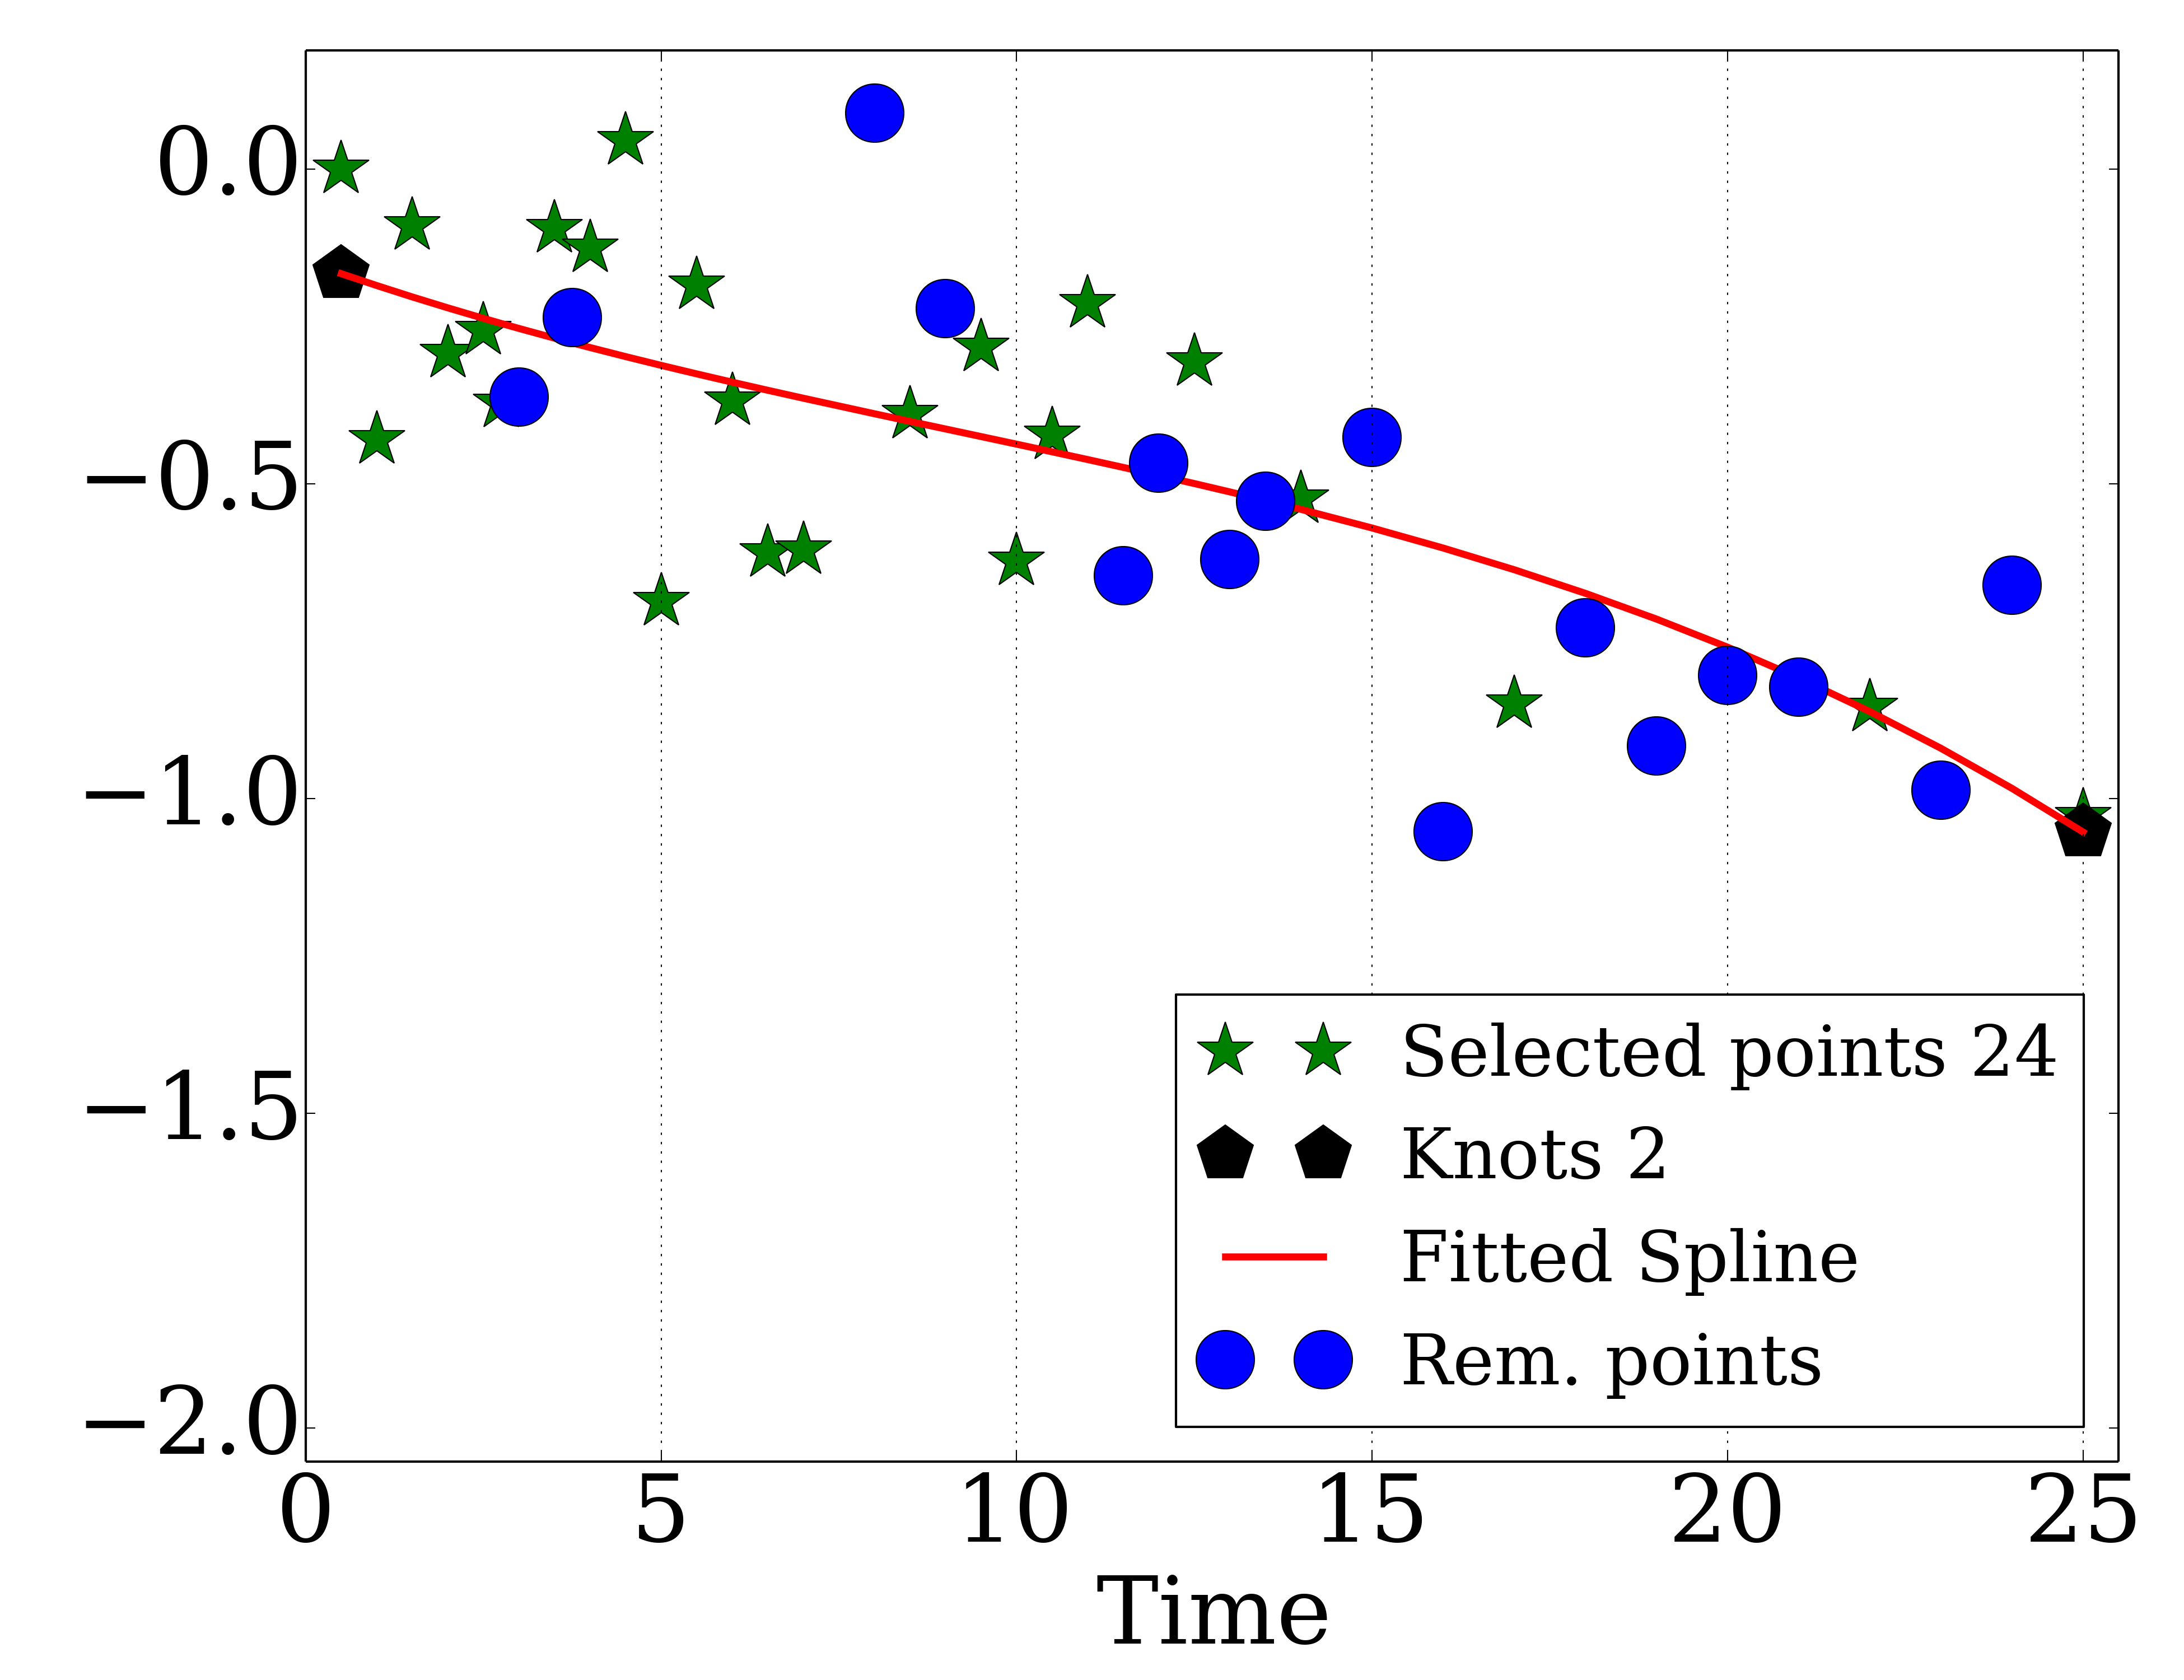 0.0
−0.5
−1.0
−1.5
−2.0
Selected points 24
Knots 2
Fitted Spline
Rem. points
0 5 10 15 20 25
Time